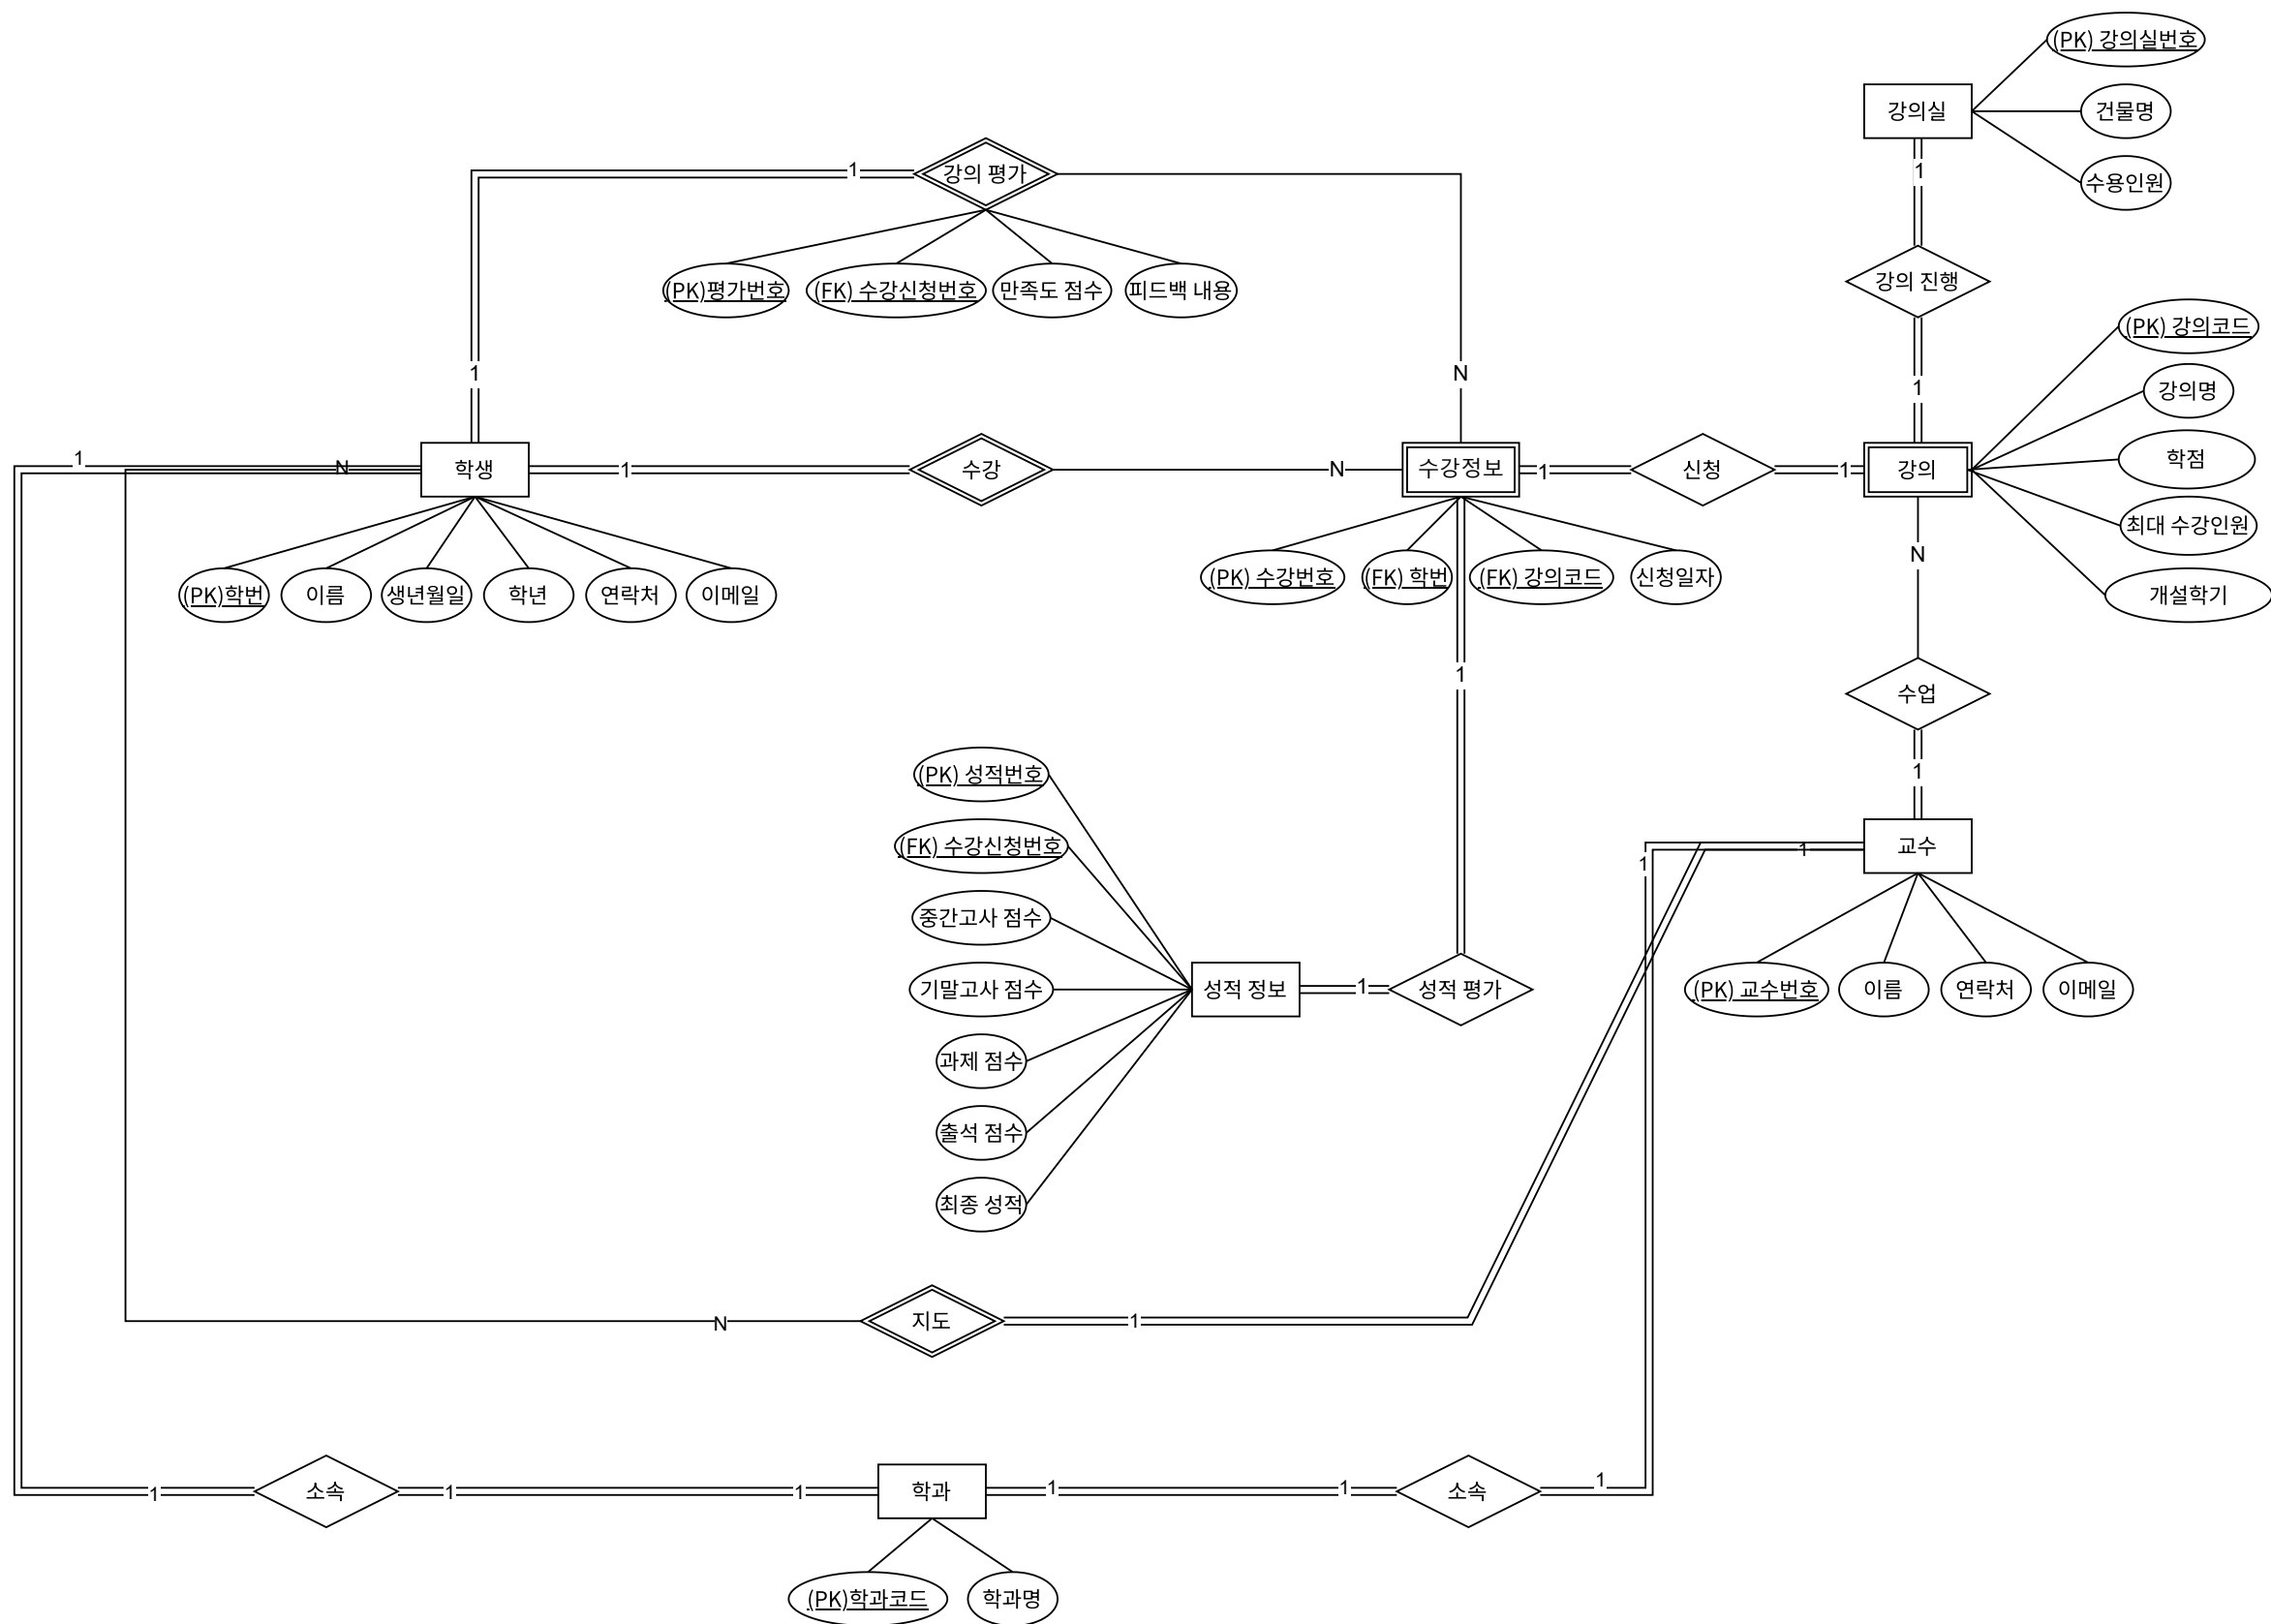 (PK) 강의실번호
강의실
건물명
수용인원
1
강의 진행
1
1
강의 평가
(PK)평가번호
(FK) 수강신청번호
만족도 점수
피드백 내용
1
N
(PK) 강의코드
강의명
학점
최대 수강인원
개설학기
1
N
학생
1
수강
N
수강정보
1
신청
1
강의
(PK)학번
이름
생년월일
학년
연락처
이메일
(PK) 수강번호
(FK) 학번
(FK) 강의코드
신청일자
N
1
수업
1
(PK) 성적번호
(FK) 수강신청번호
중간고사 점수
기말고사 점수
과제 점수
출석 점수
최종 성적
성적 정보
1
성적 평가
1
1
교수
(PK) 교수번호
이름
연락처
이메일
N
지도
1
1
소속
1
1
학과
1
1
소속
1
(PK)학과코드
학과명